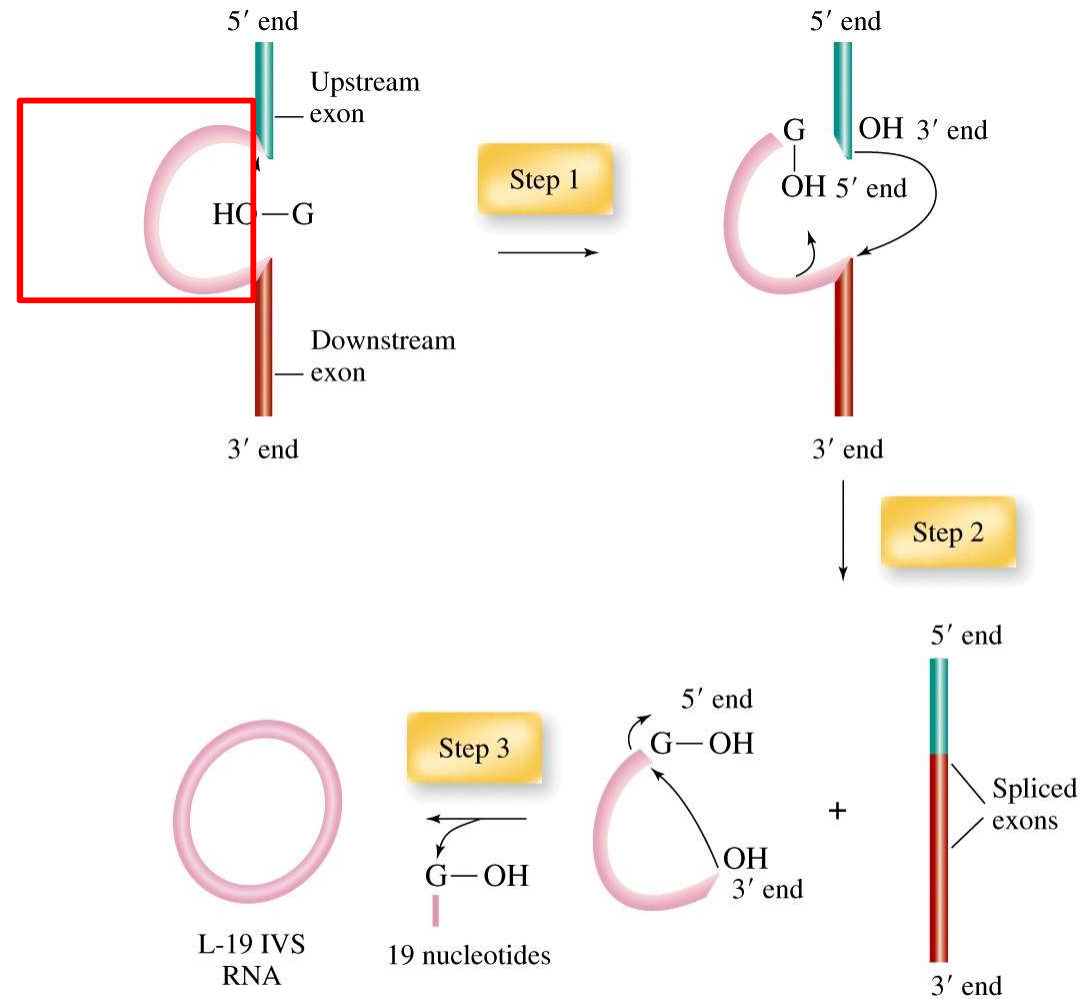 5′ end
Upstream
exon
HO—G
Downstream
exon
3′ end
Step 1
5′ end
G
OH 3′ end
OH 5′ end
3′ end
Step 2
5′ end
Spliced
exons
3′ end
+
5′ end
G—OH
OH
3′ end
Step 3
G—OH
19 nucleotides
L-19 IVS
RNA